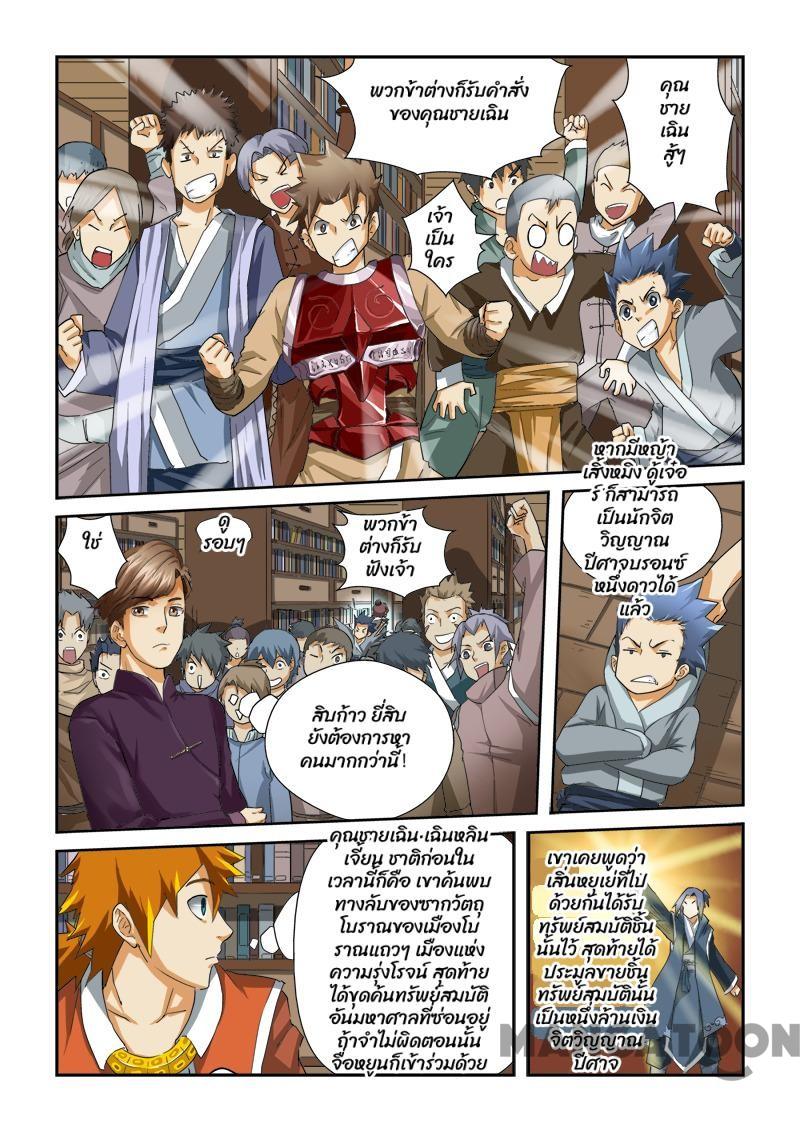 พวกข้าต่างก็รับคำสั่ง
ของคุณชายเฉิน
คุณ
ชาย
เฉิน
สู้ๆ
เจ้า
เป็น
ใคร
ใช่
ดู
รอบๆ
พวกข้า
ต่างก็รับ
ฟังเจ้า
หากมีหญ้า
เสิ้งหมิง ตู้เจ๋อ
ร์ ก็สามารถ
เป็นนักจิต
วิญญาณ
ปีศาจบรอนซ์
หนึ่งดาวได้
แล้ว
สิบก้าว ยี่สิบ
ยังต้องการหา
คนมากกว่านี้!
คุณชายเฉิน·เฉินหลิน
เจี้ยน ชาติก่อนใน
เวลานี้ก็คือ เขาค้นพบ
ทางลับของซากวัตถุ
โบราณของเมืองโบ
ราณแถวๆ เมืองแห่ง
ความรุ่งโรจน์ สุดท้าย
ได้ขุดค้นทรัพย์สมบัติ
อันมหาศาลที่ซ่อนอยู่
ถ้าจำไม่ผิดตอนนั้น
จื่อหยูนก็เข้าร่วมด้วย
เขาเคยพูดว่า
เสิ่นหยูเย่ที่ไป
ด้วยกันได้รับ
ทรัพย์สมบัติชิ้น
นั้นไว้ สุดท้ายได้
ประมูลขายชิ้น
ทรัพย์สมบัตินั้น
เป็นหนึ่งล้านเงิน
จิตวิญญาณ
ปีศาจ
MANGATOON